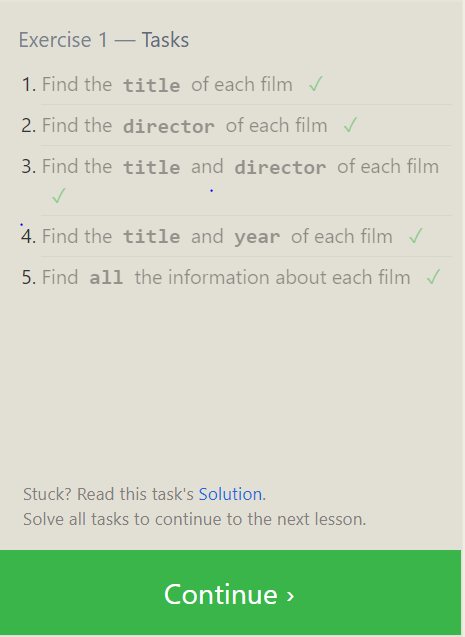 Exercise 1 — Tasks
1. Find the title of each film ✓
2. Find the director of each film ✓
3. Find the title and director of each film
✓
4. Find the title and year of each film ✓
5. Find all the information about each film ✓
Stuck? Read this task's Solution.
Solve all tasks to continue to the next lesson.
Continue ›